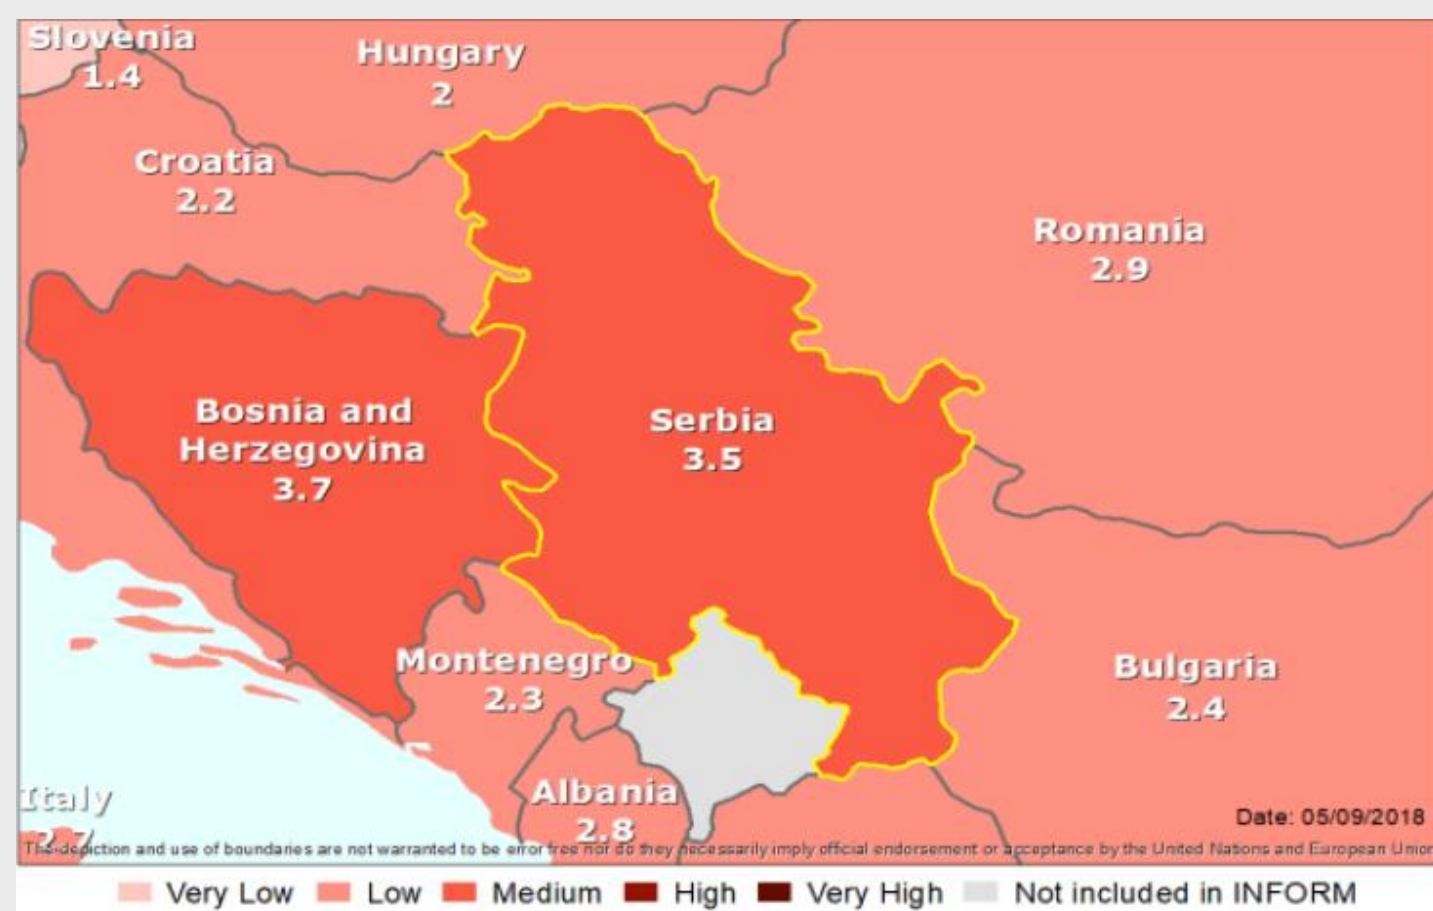 Slovenia
1.4
Hungary
2
Croatia
2.2
Romania
2.9
Bosnia and
Herzegovina
3.7
Serbia
3.5
Montenegro
2.3
Bulgaria
2.4
Italy
2.7
Albania
2.8
Date: 05/09/2018
The depiction and use of boundaries are not warranted to be error free nor do they necessarily imply official endorsement or acceptance by the United Nations and European Union
Very Low Low Medium High Very High Not included in INFORM